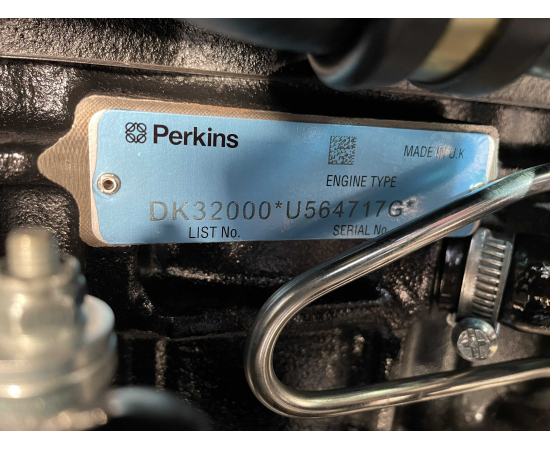 Perkins
MADE IN U.K
ENGINE TYPE
DK32000*U564717G*
LIST No.
SERIAL No.